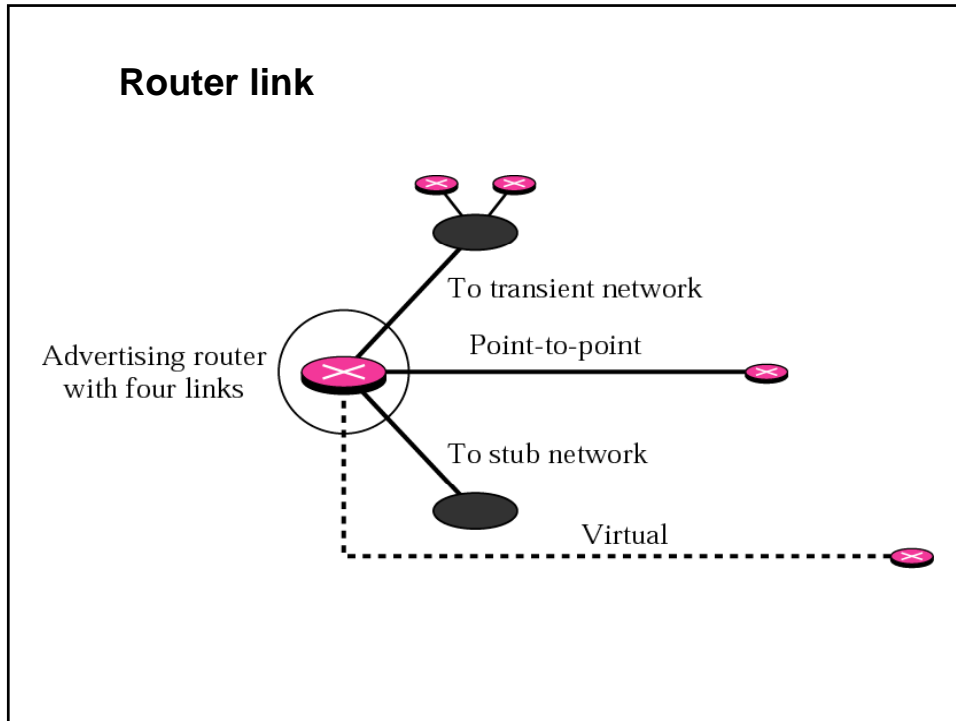 Router link
To transient network
Point-to-point
Advertising router
with four links
To stub network
Virtual